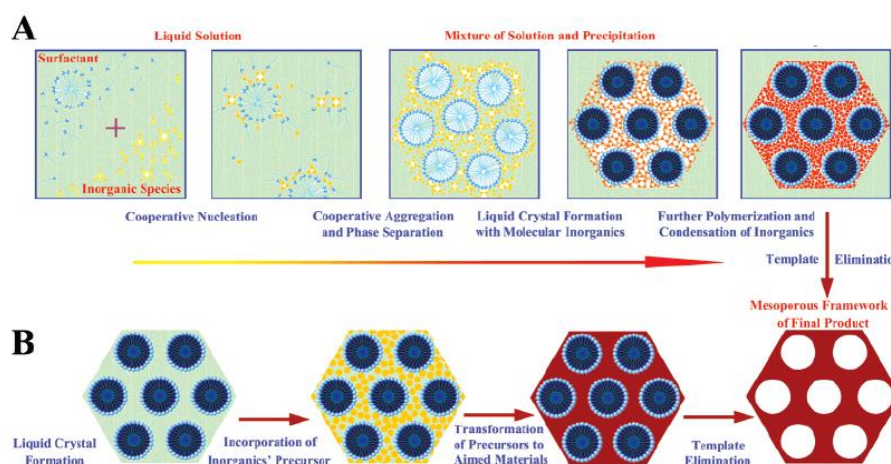 A
Liquid Solution
Mixture of Solution and Precipitation
Surfactant
Inorganic Species
Cooperative Nucleation
Cooperative Aggregation
and Phase Separation
Liquid Crystal Formation
with Molecular Inorganics
Further Polymerization and
Condensation of Inorganics
Template Elimination
Mesoporous Framework
of Final Product
B
Liquid Crystal
Formation
Incorporation of
Inorganics' Precursor
Transformation
of Precursors to
Aimed Materials
Template
Elimination